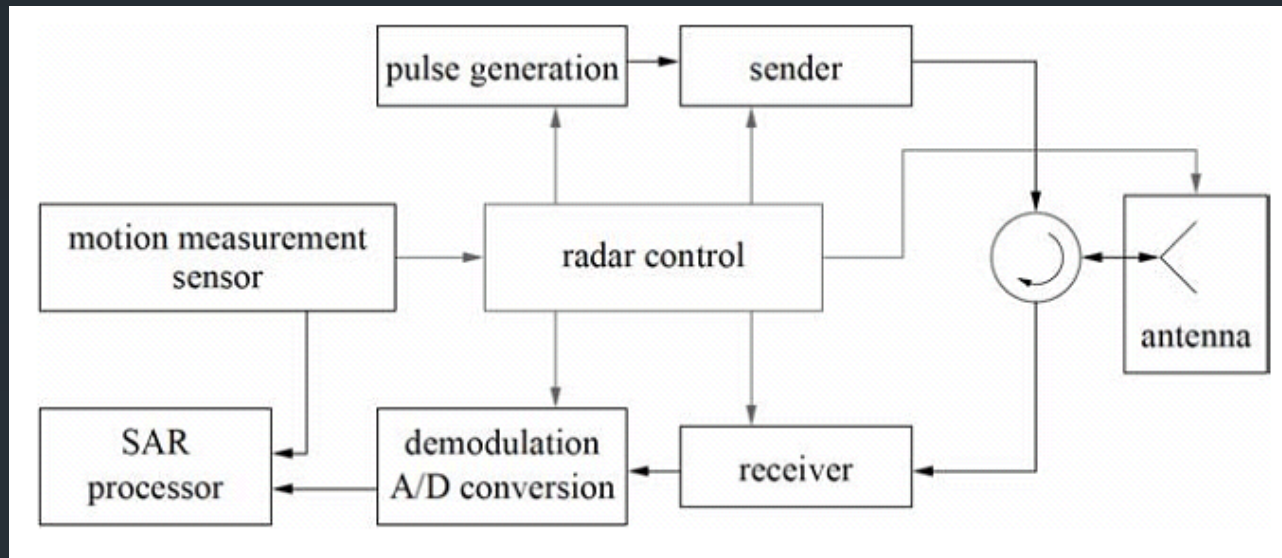 pulse generation
sender
motion measurement
sensor
radar control
antenna
SAR
processor
demodulation
A/D conversion
receiver